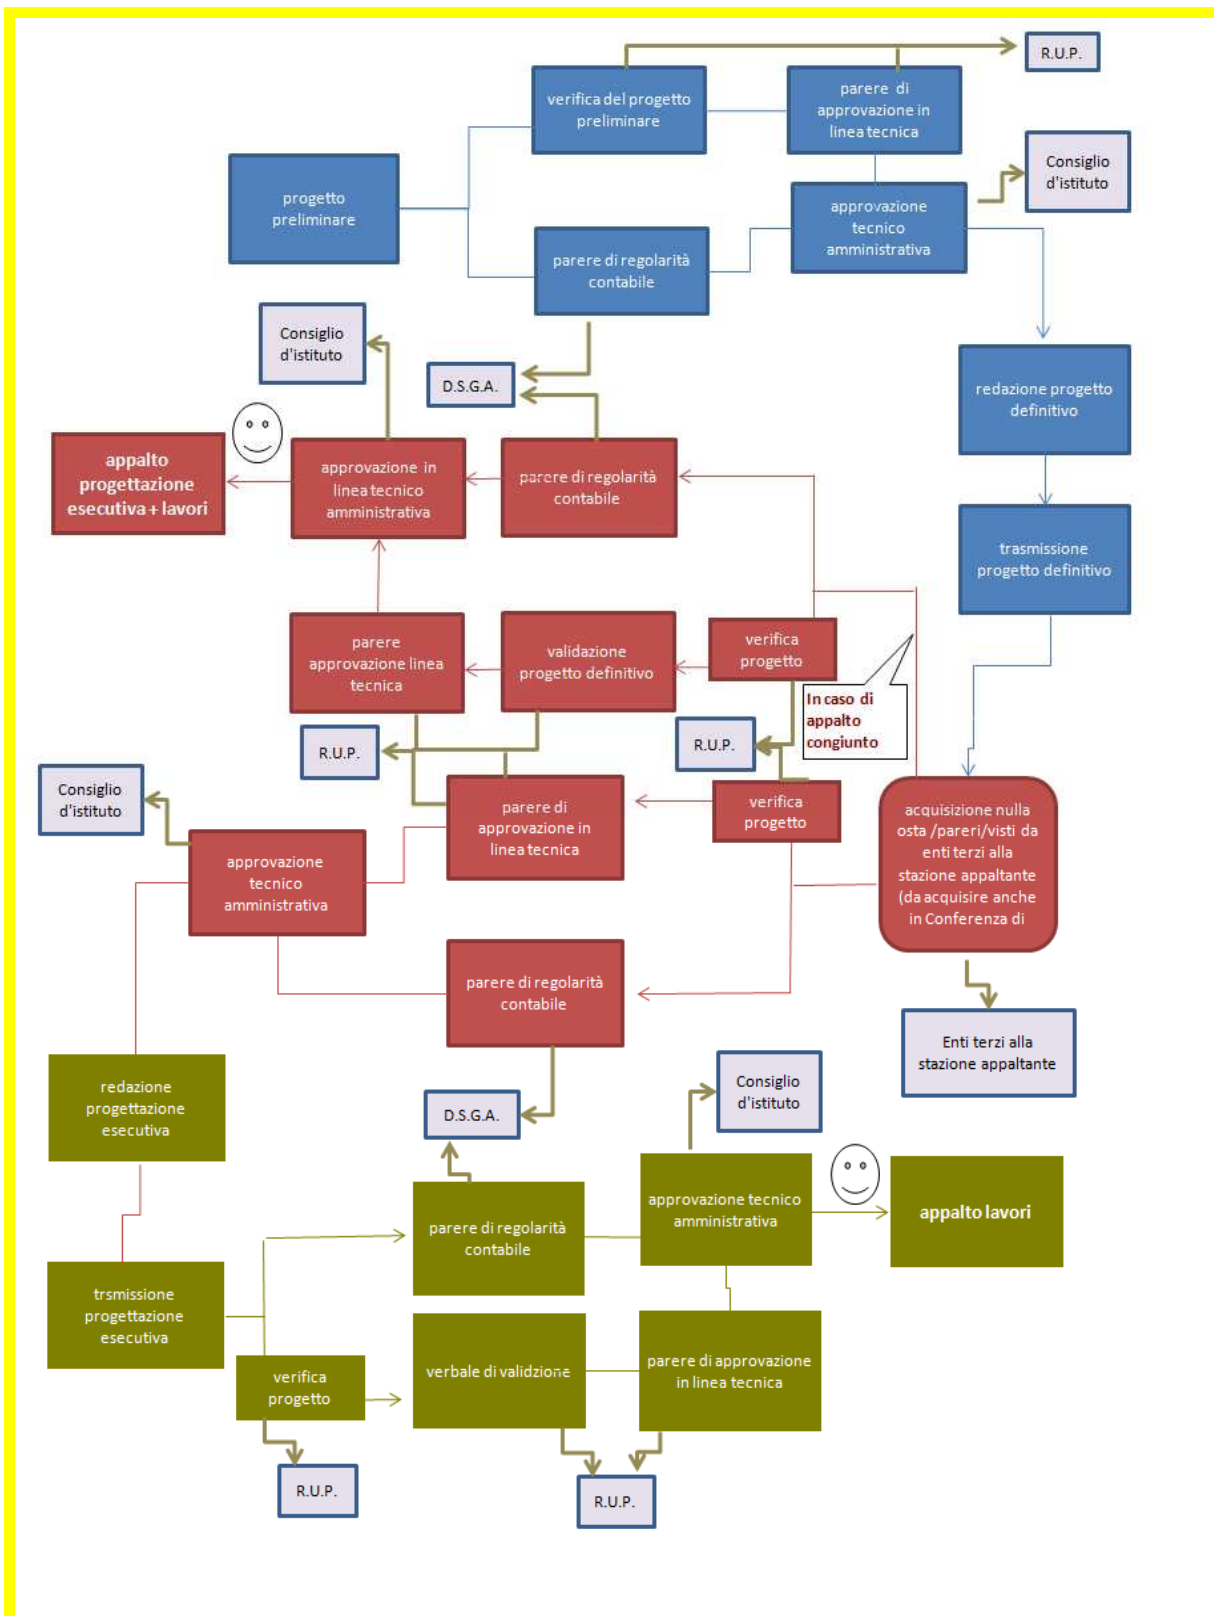 R.U.P.
verifica del progetto
preliminare
parere di
approvazione in
linea tecnica
Consiglio
d'istituto
progetto
preliminare
approvazione
tecnico
amministrativa
parere di regolarità
contabile
Consiglio
d'istituto
D.S.G.A.
redazione progetto
definitivo
appalto
progettazione
esecutiva + lavori
approvazione in
linea tecnico
amministrativa
parere di regolarità
contabile
trasmissione
progetto definitivo
parere
approvazione linea
tecnica
validazione
progetto definitivo
verifica
progetto
In caso di
appalto
congiunto
R.U.P.
R.U.P.
Consiglio
d'istituto
parere di
approvazione in
linea tecnica
verifica
progetto
acquisizione nulla
osta /pareri/visti da
enti terzi alla
stazione appaltante
(da acquisire anche
in Conferenza di
approvazione
tecnico
amministrativa
parere di regolarità
contabile
Enti terzi alla
stazione appaltante
redazione
progettazione
esecutiva
D.S.G.A.
Consiglio
d'istituto
parere di regolarità
contabile
approvazione tecnico
amministrativa
appalto lavori
trsmissione
progettazione
esecutiva
verifica
progetto
verbale di validzione
parere di approvazione
in linea tecnica
R.U.P.
R.U.P.